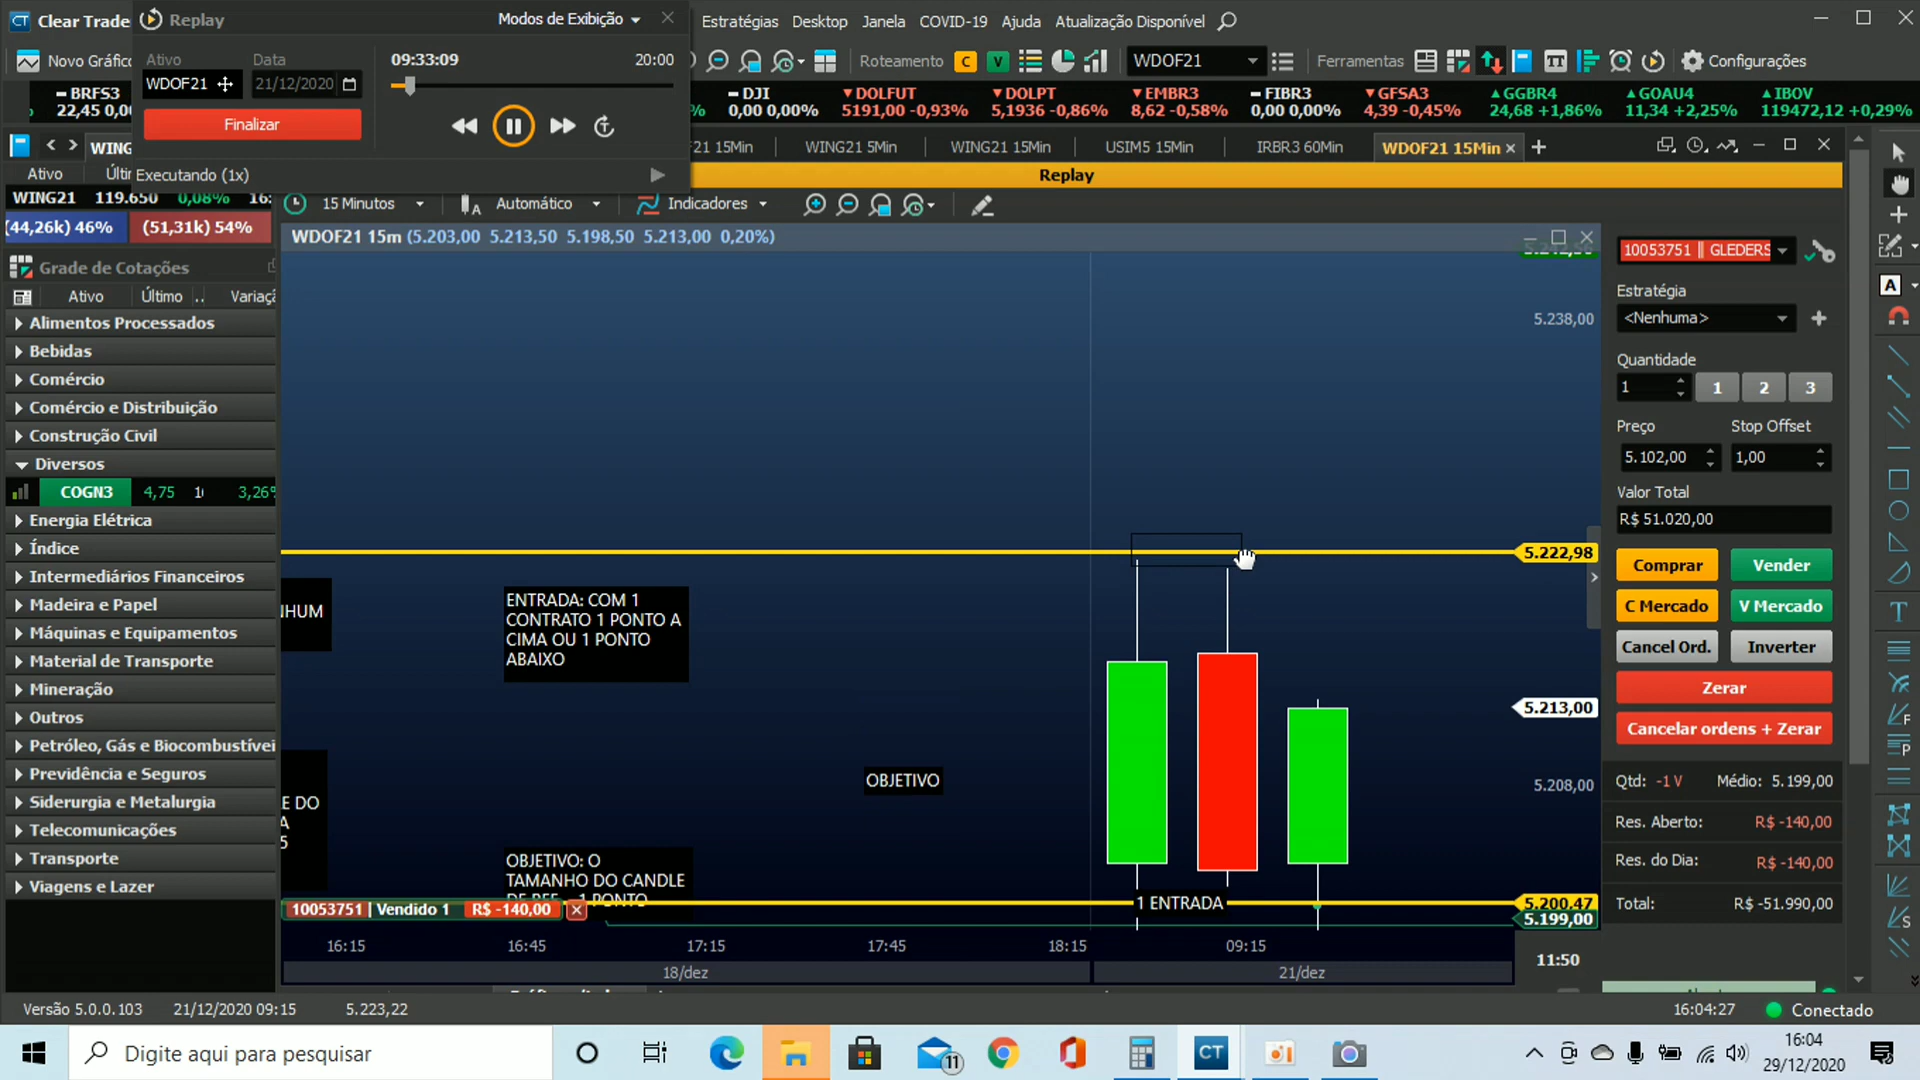 Clear Trade
Replay
Modos de Exibição
Estratégias Desktop Janela COVID-19 Ajuda Atualização Disponível
Novo Gráfico
Ativo Data
WDOF21 21/12/2020
09:33:09 20:00
Finalizar
Executando (1x)
Roteamento C V WDOF21
Ferramentas Configurações
BRFS3
22,45
DJI
0,00 0,00%
DOLFUT
5191,00 -0,93%
DOLPT
5,1936 -0,86%
EMBR3
8,62 -0,58%
FIBR3
0,00 0,00%
GFSA3
4,39 -0,45%
GGBR4
24,68 +1,86%
GOAU4
11,34 +2,25%
IBOV
119472,12 +0,29%
WING
F21 15Min WING21 5Min WING21 15Min USIM5 15Min IRBR3 60Min WDOF21 15Min
Replay
Ativo
WING21 119.650 0,08% 16:
(44,26k) 46% (51,31k) 54%
15 Minutos Automático Indicadores
WDOF21 15m (5.203,00 5.213,50 5.198,50 5.213,00 0,20%)
Grade de Cotações
Ativo Último .. Variaç
Alimentos Processados
Bebidas
Comércio
Comércio e Distribuição
Construção Civil
Diversos
COGN3 4,75 3,26%
Energia Elétrica
Índice
Intermediários Financeiros
Madeira e Papel
Máquinas e Equipamentos
Material de Transporte
Mineração
Outros
Petróleo, Gás e Biocombustívei
Previdência e Seguros
Siderurgia e Metalurgia
Telecomunicações
Transporte
Viagens e Lazer
NHUM
ENTRADA: COM 1
CONTRATO 1 PONTO A
CIMA OU 1 PONTO
ABAIXO
E DO
A
5
OBJETIVO
OBJETIVO: O
TAMANHO DO CANDLE
1 ENTRADA
10053751 | Vendido 1 R$ -140,00
5.238,00
5.222,98
5.213,00
5.208,00
5.200,47
5.199,00
16:15 16:45 17:15 17:45 18:15 09:15
18/dez 21/dez
11:50
10053751 || GLEDERS
Estratégia
<Nenhuma>
Quantidade
1 1 2 3
Preço Stop Offset
5.102,00 1,00
Valor Total
R$ 51.020,00
Comprar Vender
C Mercado V Mercado
Cancel Ord. Inverter
Zerar
Cancelar ordens + Zerar
Qtd: -1 V Médio: 5.199,00
Res. Aberto: R$ -140,00
Res. do Dia: R$ -140,00
Total: R$ -51.990,00
Versão 5.0.0.103 21/12/2020 09:15 5.223,22
16:04:27 Conectado
Digite aqui para pesquisar
11
CT
16:04
29/12/2020